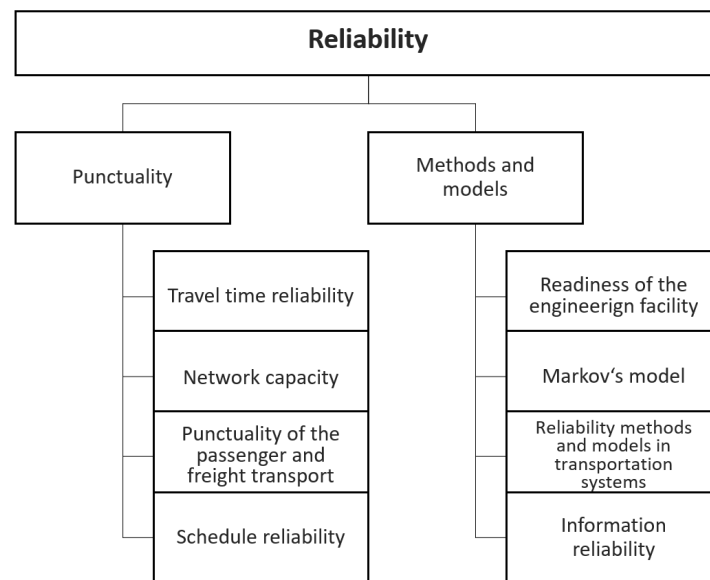 Reliability
Punctuality
Methods and
models
Travel time reliability
Network capacity
Punctuality of the
passenger and
freight transport
Schedule reliability
Readiness of the
engineerign facility
Markov‘s model
Reliability methods
and models in
transportation
systems
Information
reliability